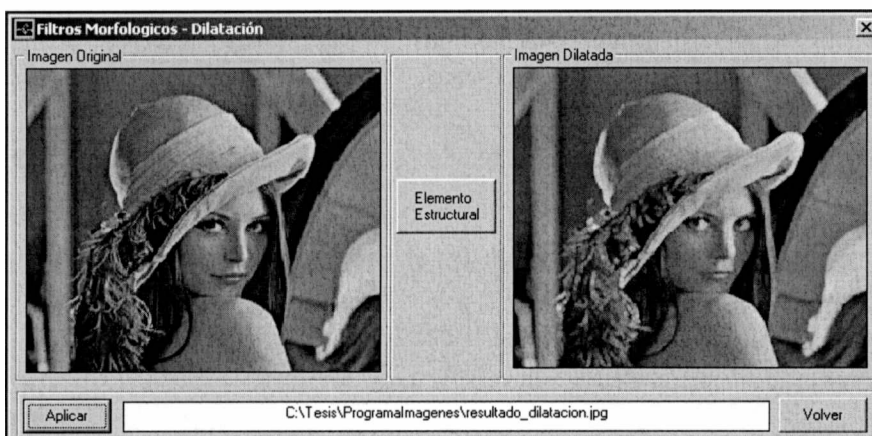 Filtros Morfologicos - Dilatación
Imagen Original
Imagen Dilatada
Elemento
Estructural
Aplicar
C:\Tesis\ProgramaImagenes\resultado_dilatacion.jpg
Volver